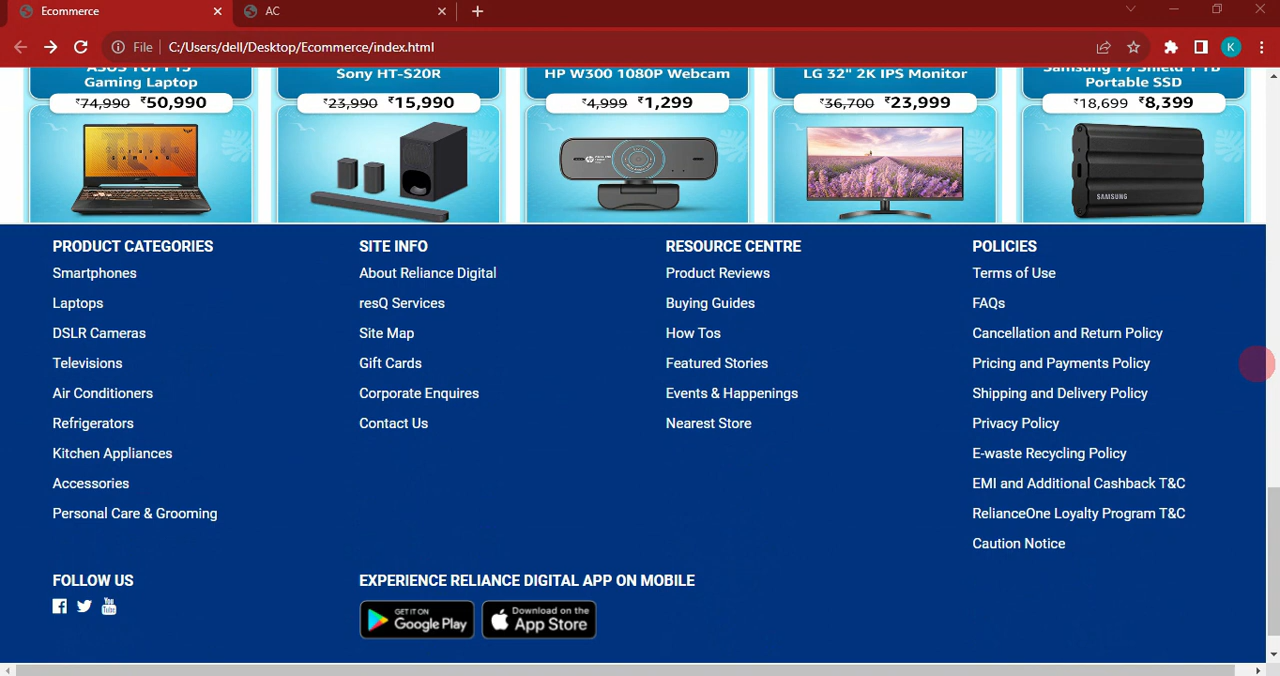 Ecommerce
AC
File
C:/Users/dell/Desktop/Ecommerce/index.html
K
Gaming Laptop
₹74,990 ₹50,990
Sony HT-S20R
₹23,990 ₹15,990
HP W300 1080P Webcam
₹4,999 ₹1,299
LG 32" 2K IPS Monitor
₹36,700 ₹23,999
Portable SSD
₹18,699 ₹8,399
SAMSUNG
PRODUCT CATEGORIES
Smartphones
Laptops
DSLR Cameras
Televisions
Air Conditioners
Refrigerators
Kitchen Appliances
Accessories
Personal Care & Grooming
SITE INFO
About Reliance Digital
resQ Services
Site Map
Gift Cards
Corporate Enquires
Contact Us
RESOURCE CENTRE
Product Reviews
Buying Guides
How Tos
Featured Stories
Events & Happenings
Nearest Store
POLICIES
Terms of Use
FAQs
Cancellation and Return Policy
Pricing and Payments Policy
Shipping and Delivery Policy
Privacy Policy
E-waste Recycling Policy
EMI and Additional Cashback T&C
RelianceOne Loyalty Program T&C
Caution Notice
FOLLOW US
You
EXPERIENCE RELIANCE DIGITAL APP ON MOBILE
GET IT ON
Google Play
Download on the
App Store